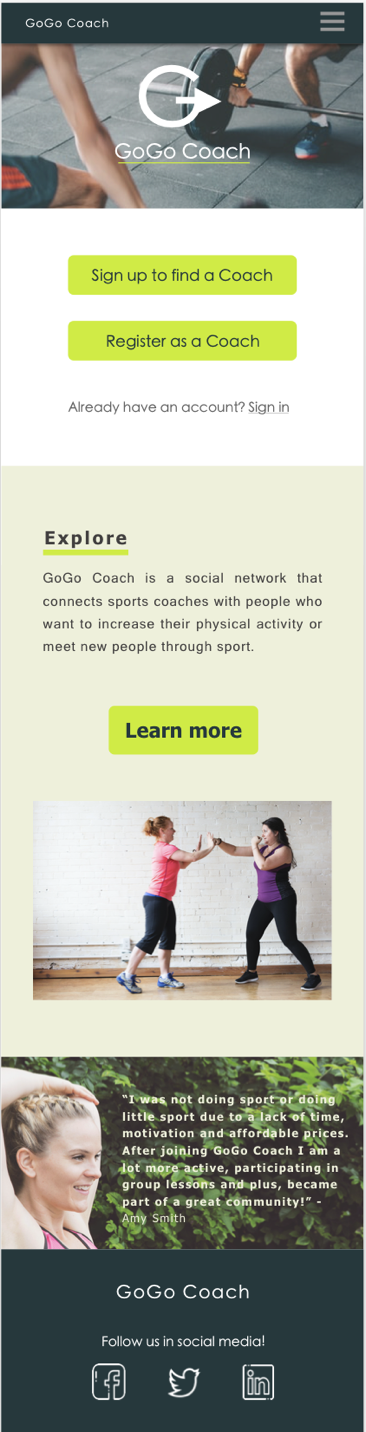 GoGo Coach
GoGo Coach
Sign up to find a Coach
Register as a Coach
Already have an account? Sign in
Explore
GoGo Coach is a social network that
connects sports coaches with people who
want to increase their physical activity or
meet new people through sport.
Learn more
“I was not doing sport or doing
little sport due to a lack of time,
motivation and affordable prices.
After joining GoGo Coach I am a
lot more active, participating in
group lessons and plus, became
part of a great community!” -
Amy Smith
GoGo Coach
Follow us in social media!
f
in